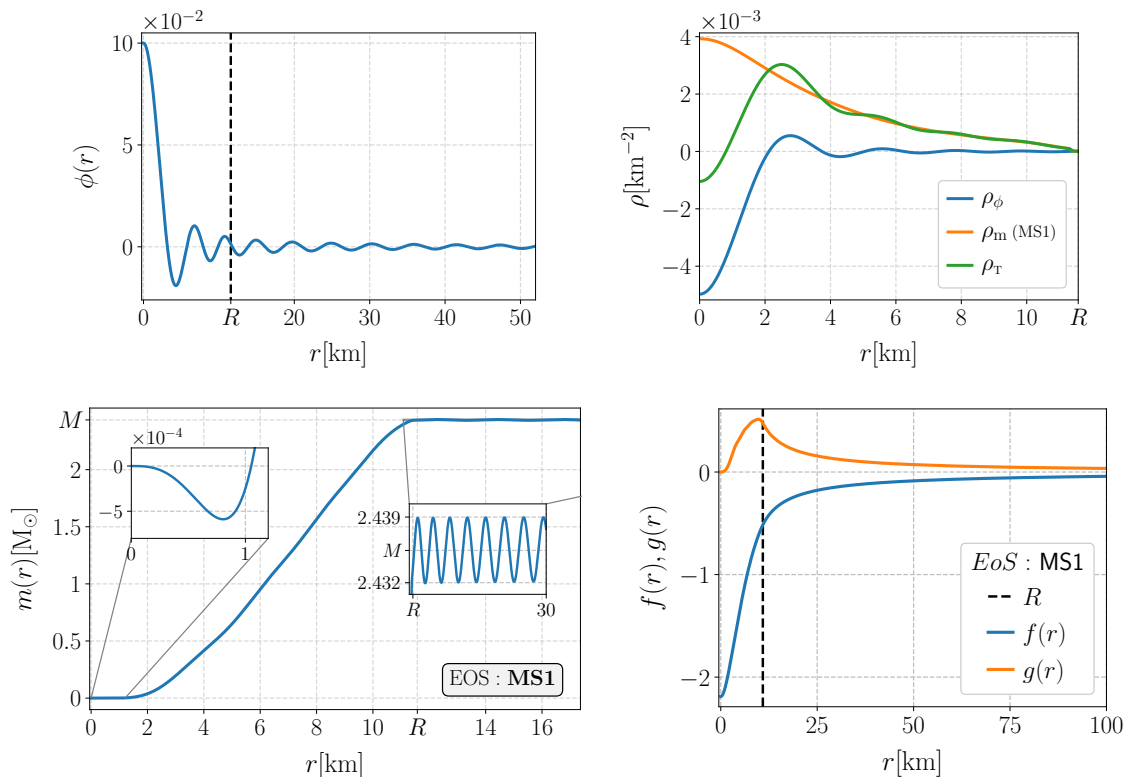 ×10⁻²
10
5
0
ϕ(r)
0
R
20
30
40
50
r[km]
×10⁻³
4
2
0
−2
−4
ρ[km⁻²]
ρ_ϕ
ρ_m (MS1)
ρ_T
0
2
4
6
8
10
R
r[km]
M
2
1.5
1
0.5
0
m(r)[M_⊙]
×10⁻⁴
0
−5
0
1
2.439
M
2.432
R
30
EOS : MS1
0
2
4
6
8
10
R
12
14
16
r[km]
0
−1
−2
f(r), g(r)
EoS : MS1
R
f(r)
g(r)
0
25
50
75
100
r[km]